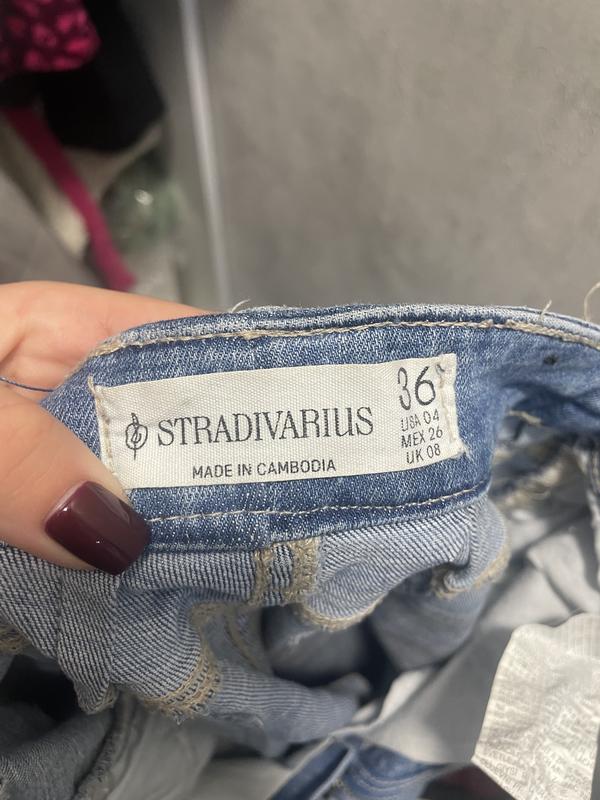 STRADIVARIUS
MADE IN CAMBODIA
36
USA 04
MEX 26
UK 08